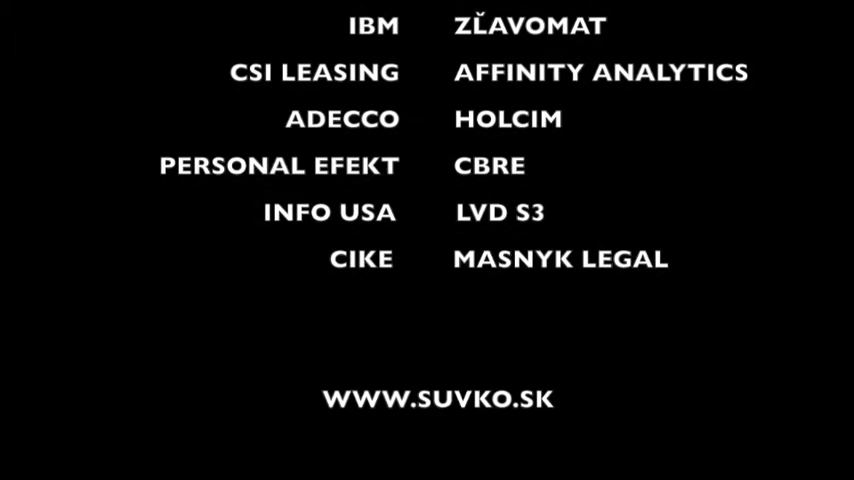 IBM ZĽAVOMAT
CSI LEASING AFFINITY ANALYTICS
ADECCO HOLCIM
PERSONAL EFEKT CBRE
INFO USA LVD S3
CIKE MASNYK LEGAL
WWW.SUVKO.SK